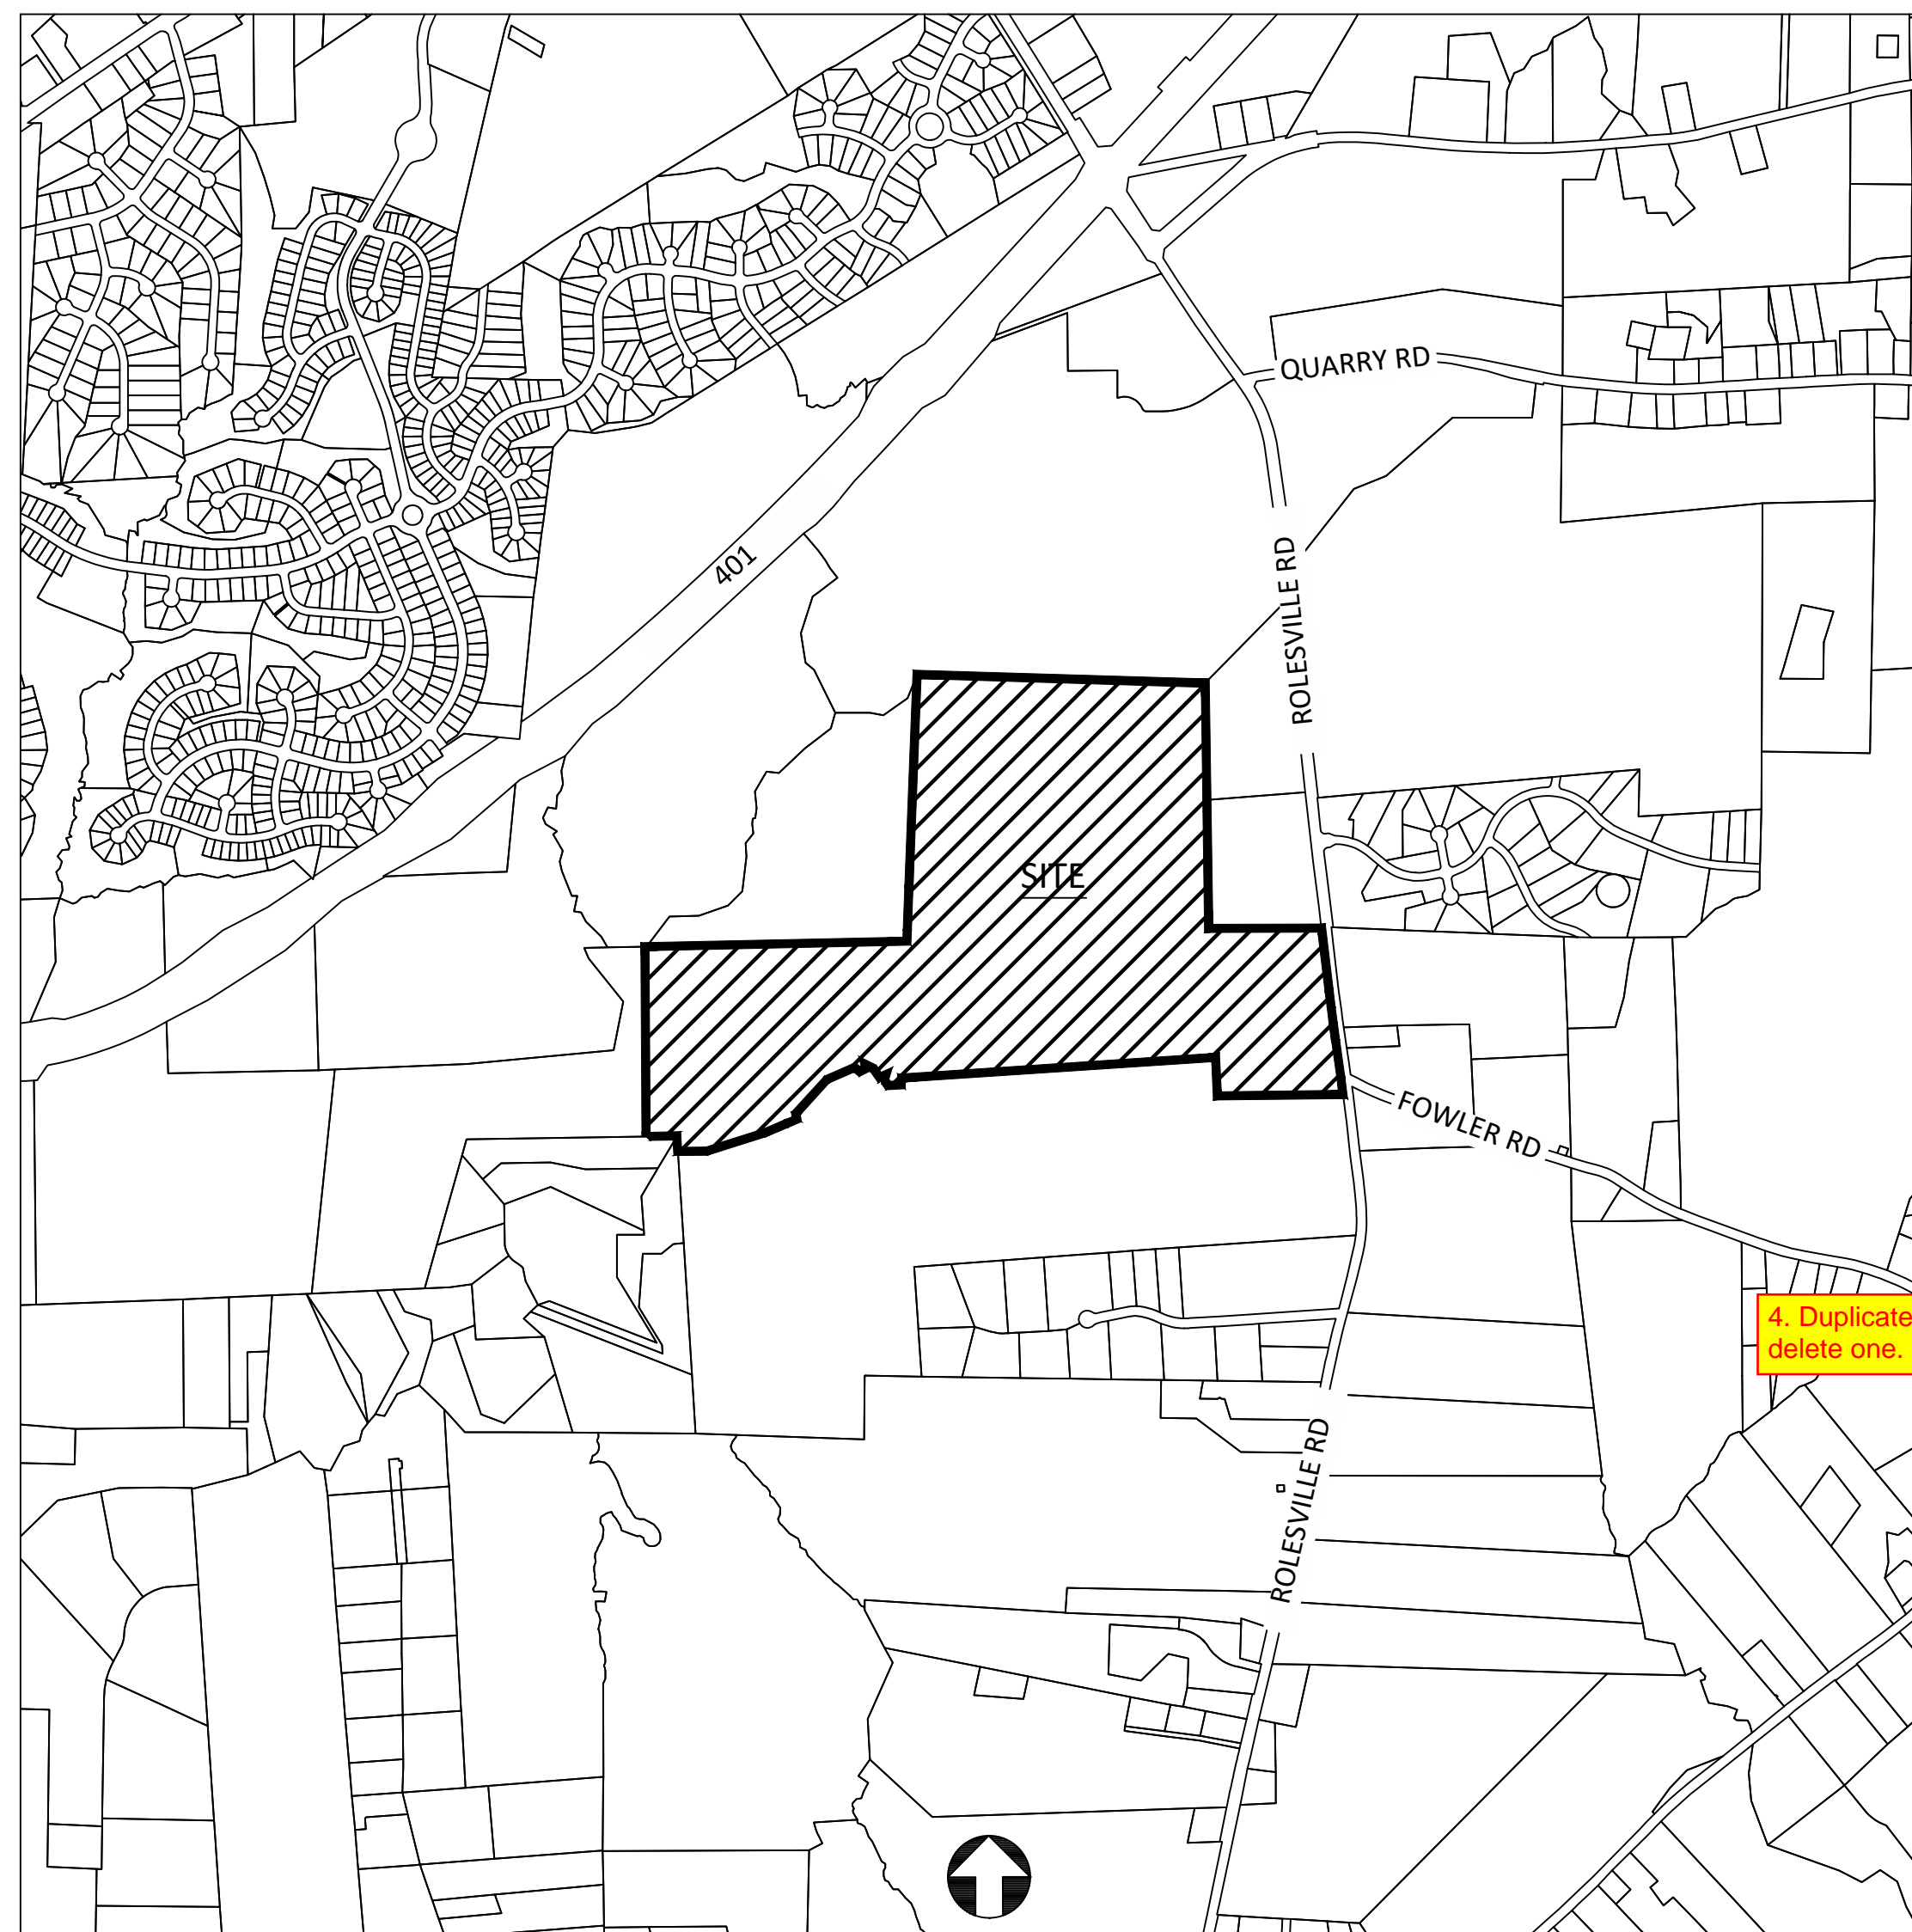 QUARRY RD
ROLESVILLE RD
401
SITE
FOWLER RD
4. Duplicate
delete one.
ROLESVILLE RD